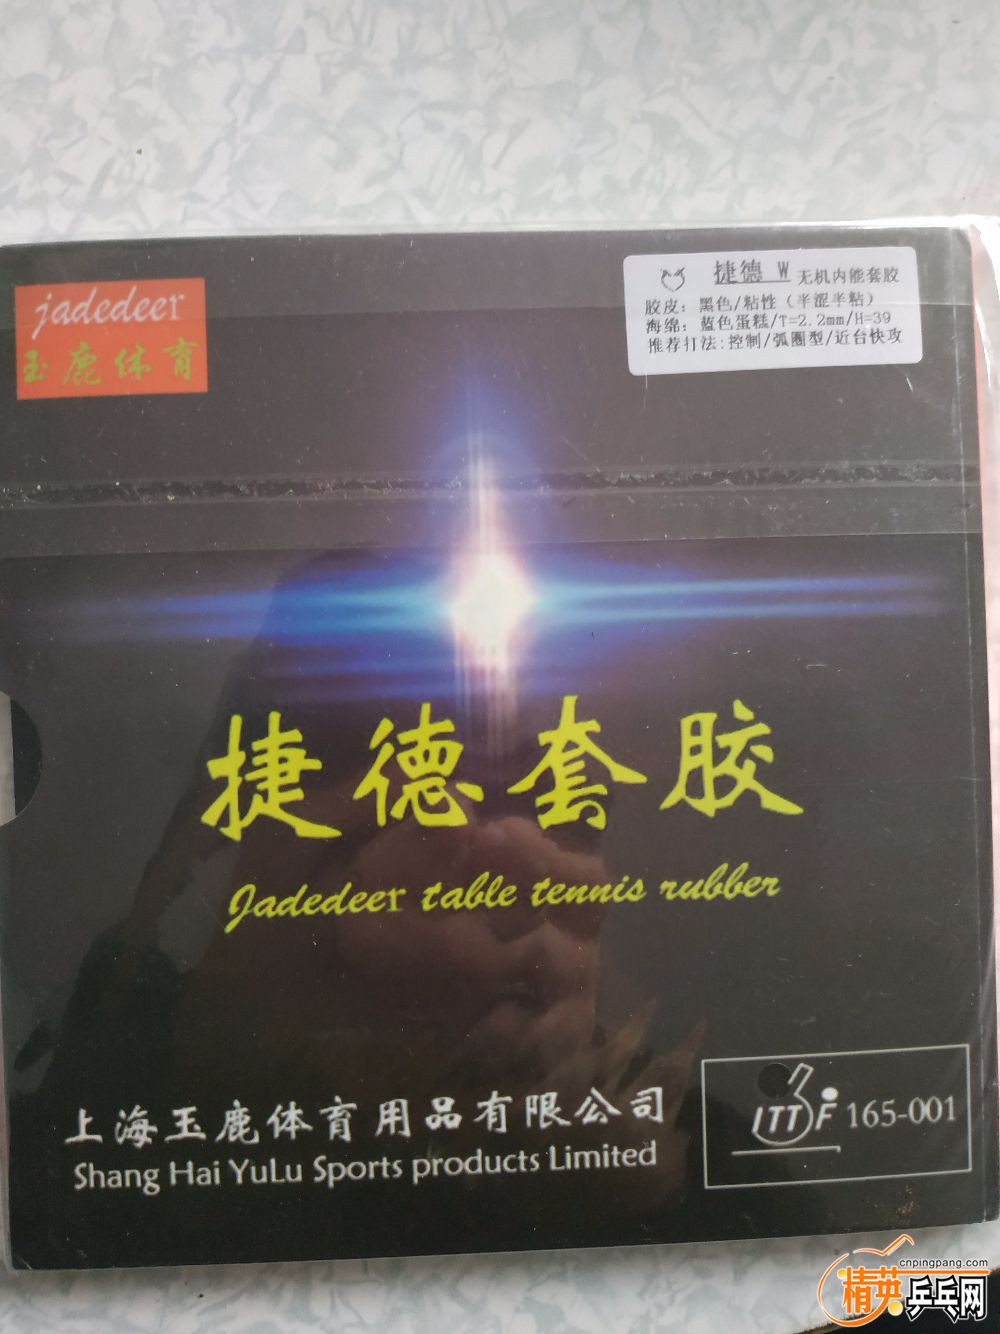 jadedeer
玉鹿体育
捷德 W 无机内能套胶
胶皮：黑色/粘性（半涩半粘）
海绵：蓝色蛋糕/T=2.2mm/H=39
推荐打法:控制/弧圈型/近台快攻
捷德套胶
Jadedeer table tennis rubber
上海玉鹿体育用品有限公司
Shang Hai YuLu Sports products Limited
ITTF 165-001
cnpingpang.com
精英乒乓网